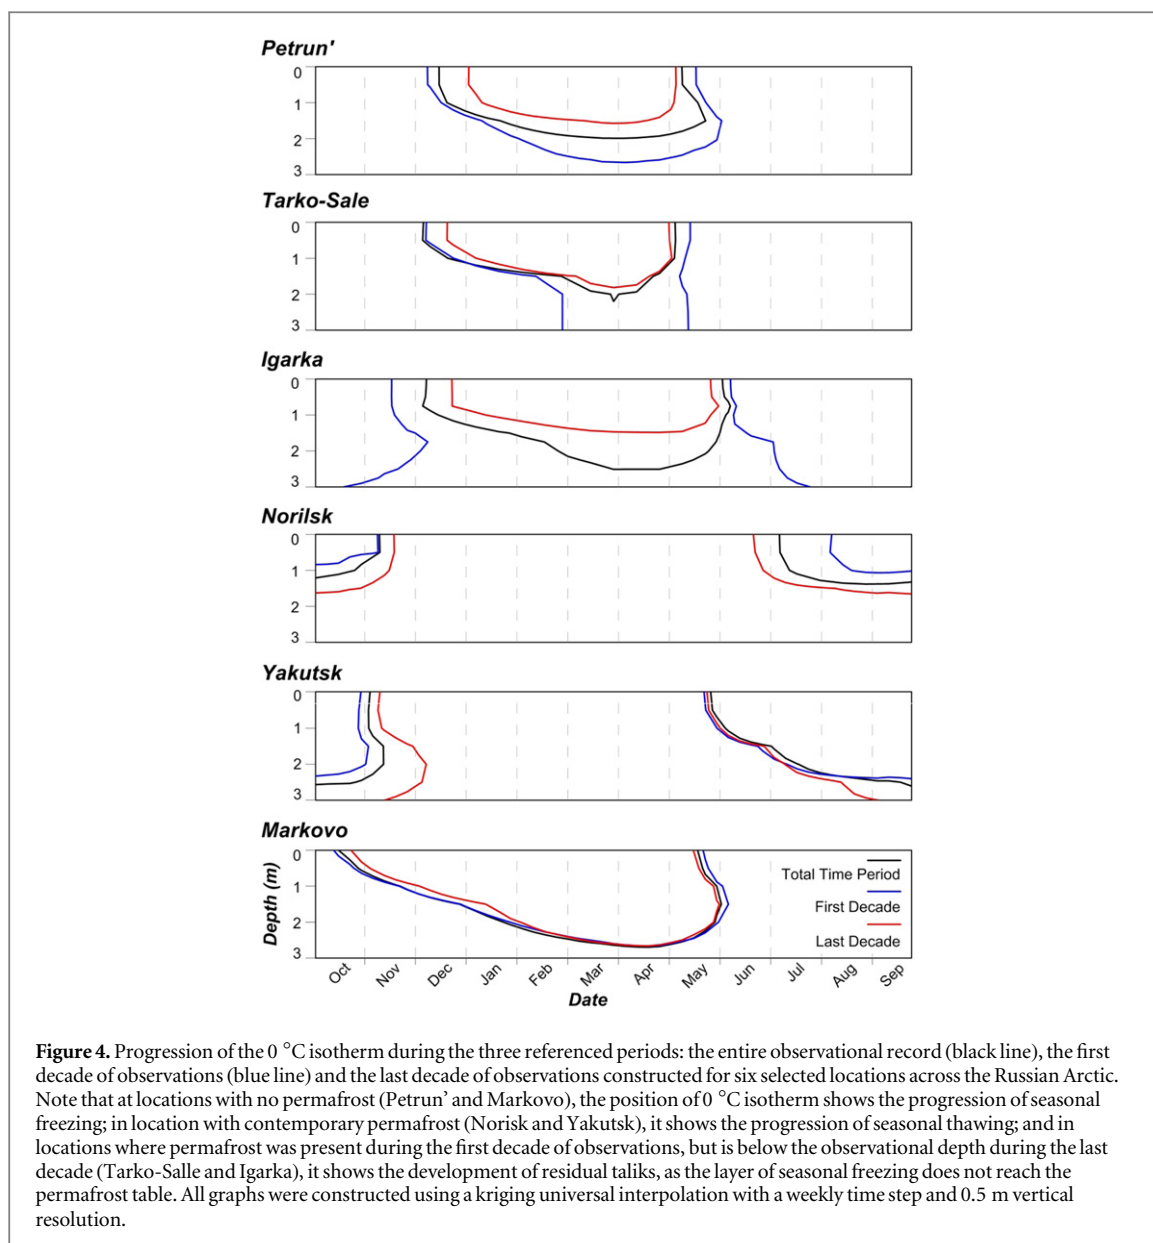 Petrun'
0
1
2
3
Tarko-Sale
0
1
2
3
Igarka
0
1
2
3
Norilsk
0
1
2
3
Yakutsk
0
1
2
3
Markovo
0
1
2
3
Depth (m)
Total Time Period
First Decade
Last Decade
Oct Nov Dec Jan Feb Mar Apr May Jun Jul Aug Sep
Date
Figure 4. Progression of the 0 °C isotherm during the three referenced periods: the entire observational record (black line), the first
decade of observations (blue line) and the last decade of observations constructed for six selected locations across the Russian Arctic.
Note that at locations with no permafrost (Petrun’ and Markovo), the position of 0 °C isotherm shows the progression of seasonal
freezing; in location with contemporary permafrost (Norisk and Yakutsk), it shows the progression of seasonal thawing; and in
locations where permafrost was present during the first decade of observations, but is below the observational depth during the last
decade (Tarko-Salle and Igarka), it shows the development of residual taliks, as the layer of seasonal freezing does not reach the
permafrost table. All graphs were constructed using a kriging universal interpolation with a weekly time step and 0.5 m vertical
resolution.